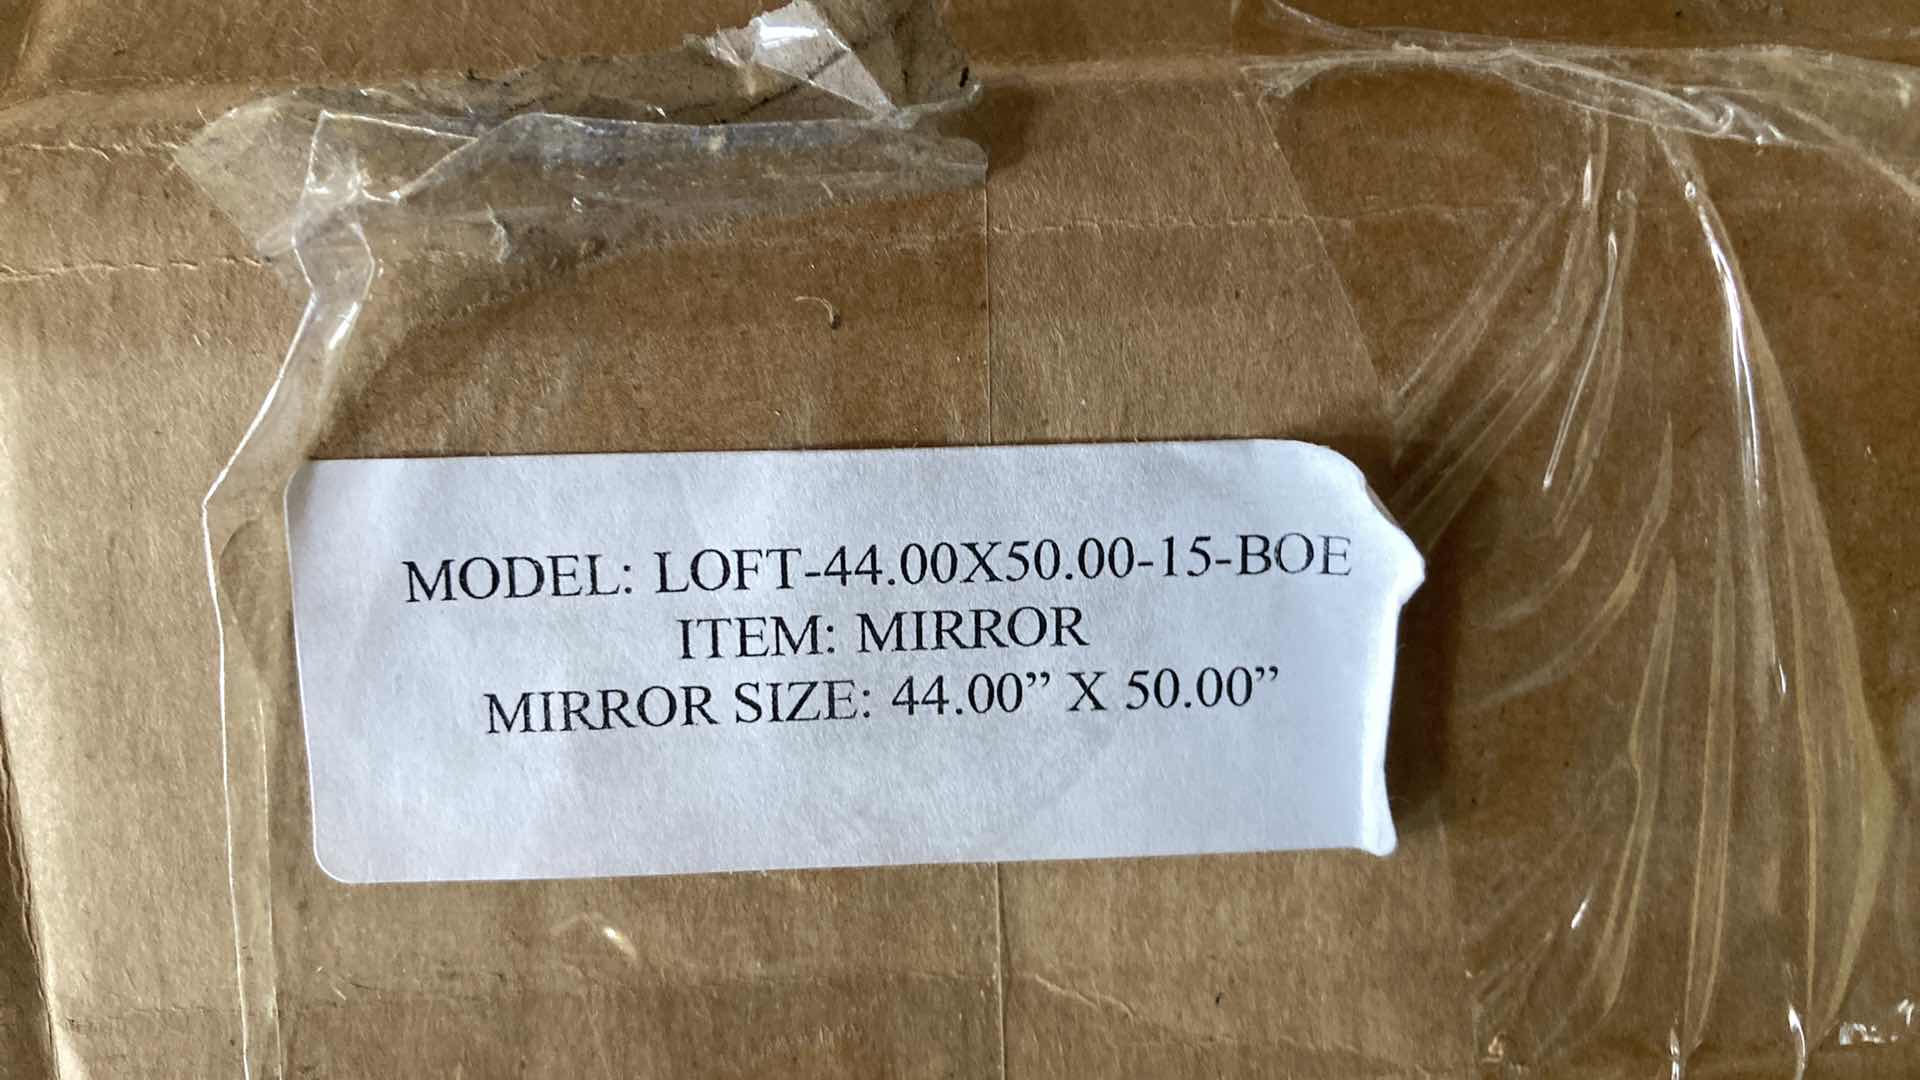 MODEL: LOFT-44.00X50.00-15-BOE
ITEM: MIRROR
MIRROR SIZE: 44.00” X 50.00”